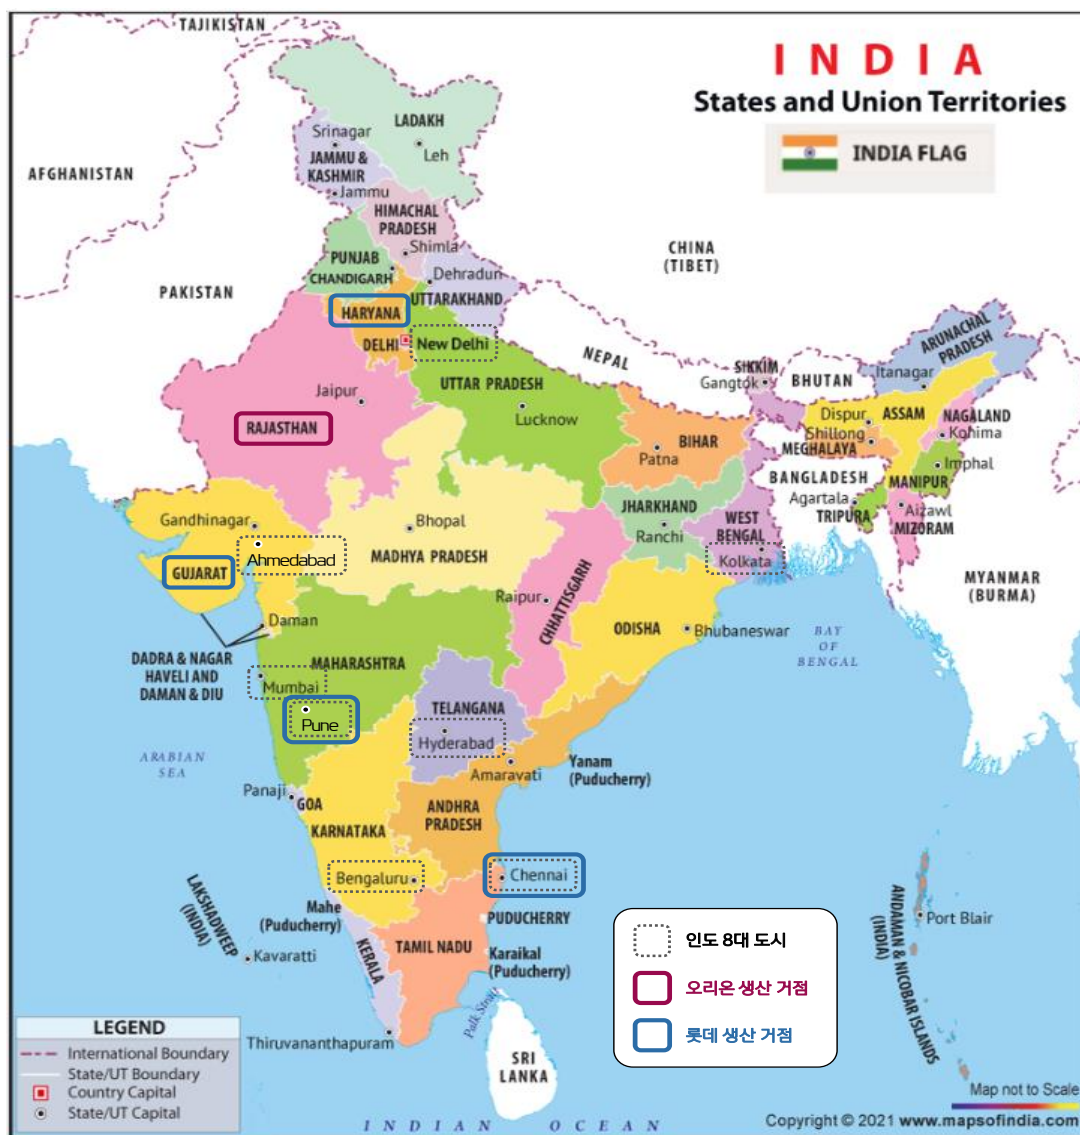 INDIA
States and Union Territories
INDIA FLAG
TAJIKISTAN
AFGHANISTAN
LADAKH
Srinagar
Leh
JAMMU &
KASHMIR
Jammu
HIMACHAL
PRADESH
Shimla
PUNJAB
CHANDIGARH
Dehradun
UTTARAKHAND
CHINA
(TIBET)
PAKISTAN
HARYANA
DELHI
New Delhi
NEPAL
SIKKIM
Gangtok
BHUTAN
ARUNACHAL
PRADESH
Itanagar
UTTAR PRADESH
Lucknow
Jaipur
RAJASTHAN
BIHAR
Patna
Dispur
ASSAM
NAGALAND
Shillong
Kohima
MEGHALAYA
BANGLADESH
Imphal
MANIPUR
Agartala
TRIPURA
Aizawl
MIZORAM
Gandhinagar
Ahmedabad
GUJARAT
Bhopal
MADHYA PRADESH
JHARKHAND
Ranchi
WEST
BENGAL
Kolkata
MYANMAR
(BURMA)
Raipur
CHHATTISGARH
ODISHA
Bhubaneswar
BAY
OF
BENGAL
Daman
DADRA & NAGAR
HAVELI AND
DAMAN & DIU
MAHARASHTRA
Mumbai
Pune
TELANGANA
Hyderabad
ARABIAN
SEA
Amaravati
Yanam
(Puducherry)
Panaji
GOA
KARNATAKA
ANDHRA
PRADESH
Bengaluru
Chennai
LAKSHADWEEP
(INDIA)
Kavaratti
Mahe
(Puducherry)
KERALA
TAMIL NADU
PUDUCHERRY
Karaikal
(Puducherry)
Palk Strait
Thiruvananthapuram
SRI
LANKA
Port Blair
ANDAMAN & NICOBAR ISLANDS
(INDIA)
인도 8대 도시
오리온 생산 거점
롯데 생산 거점
LEGEND
International Boundary
State/UT Boundary
Country Capital
State/UT Capital
INDIAN OCEAN
Map not to Scale
Copyright © 2021 www.mapsofindia.com